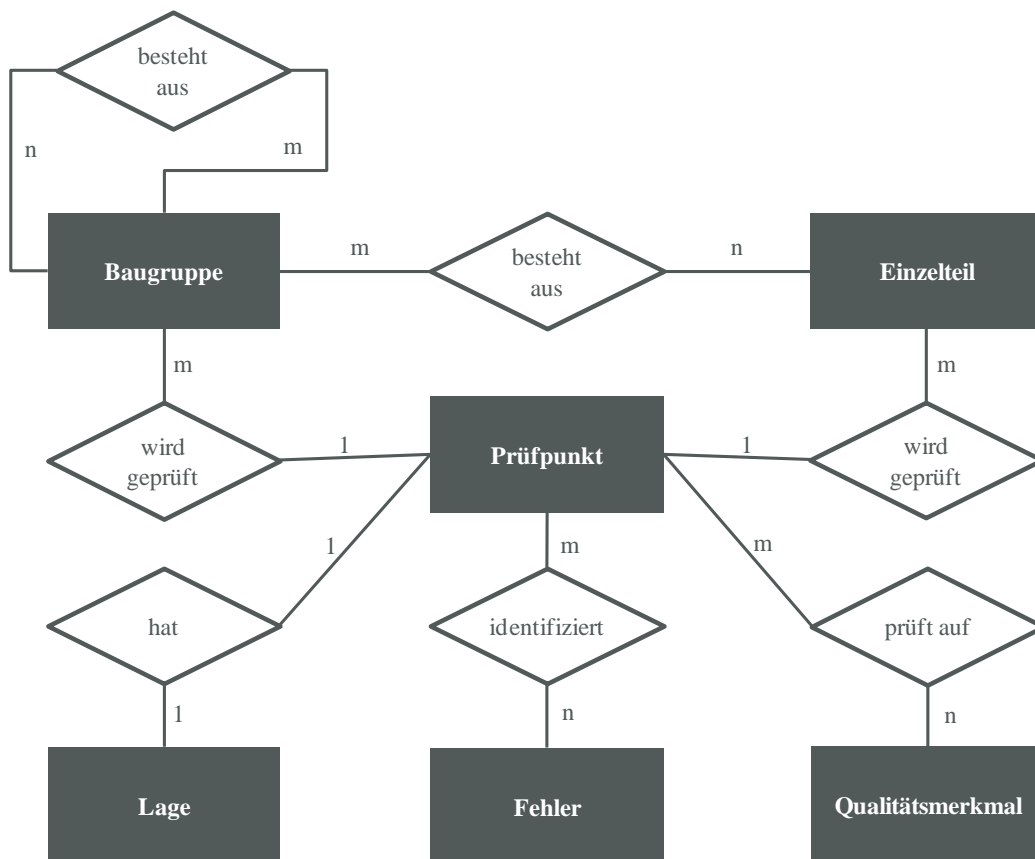 besteht
aus
n
m
Baugruppe
m
besteht
aus
n
Einzelteil
m
m
wird
geprüft
1
Prüfpunkt
1
wird
geprüft
1
m
m
hat
identifiziert
prüft auf
1
n
n
Lage
Fehler
Qualitätsmerkmal